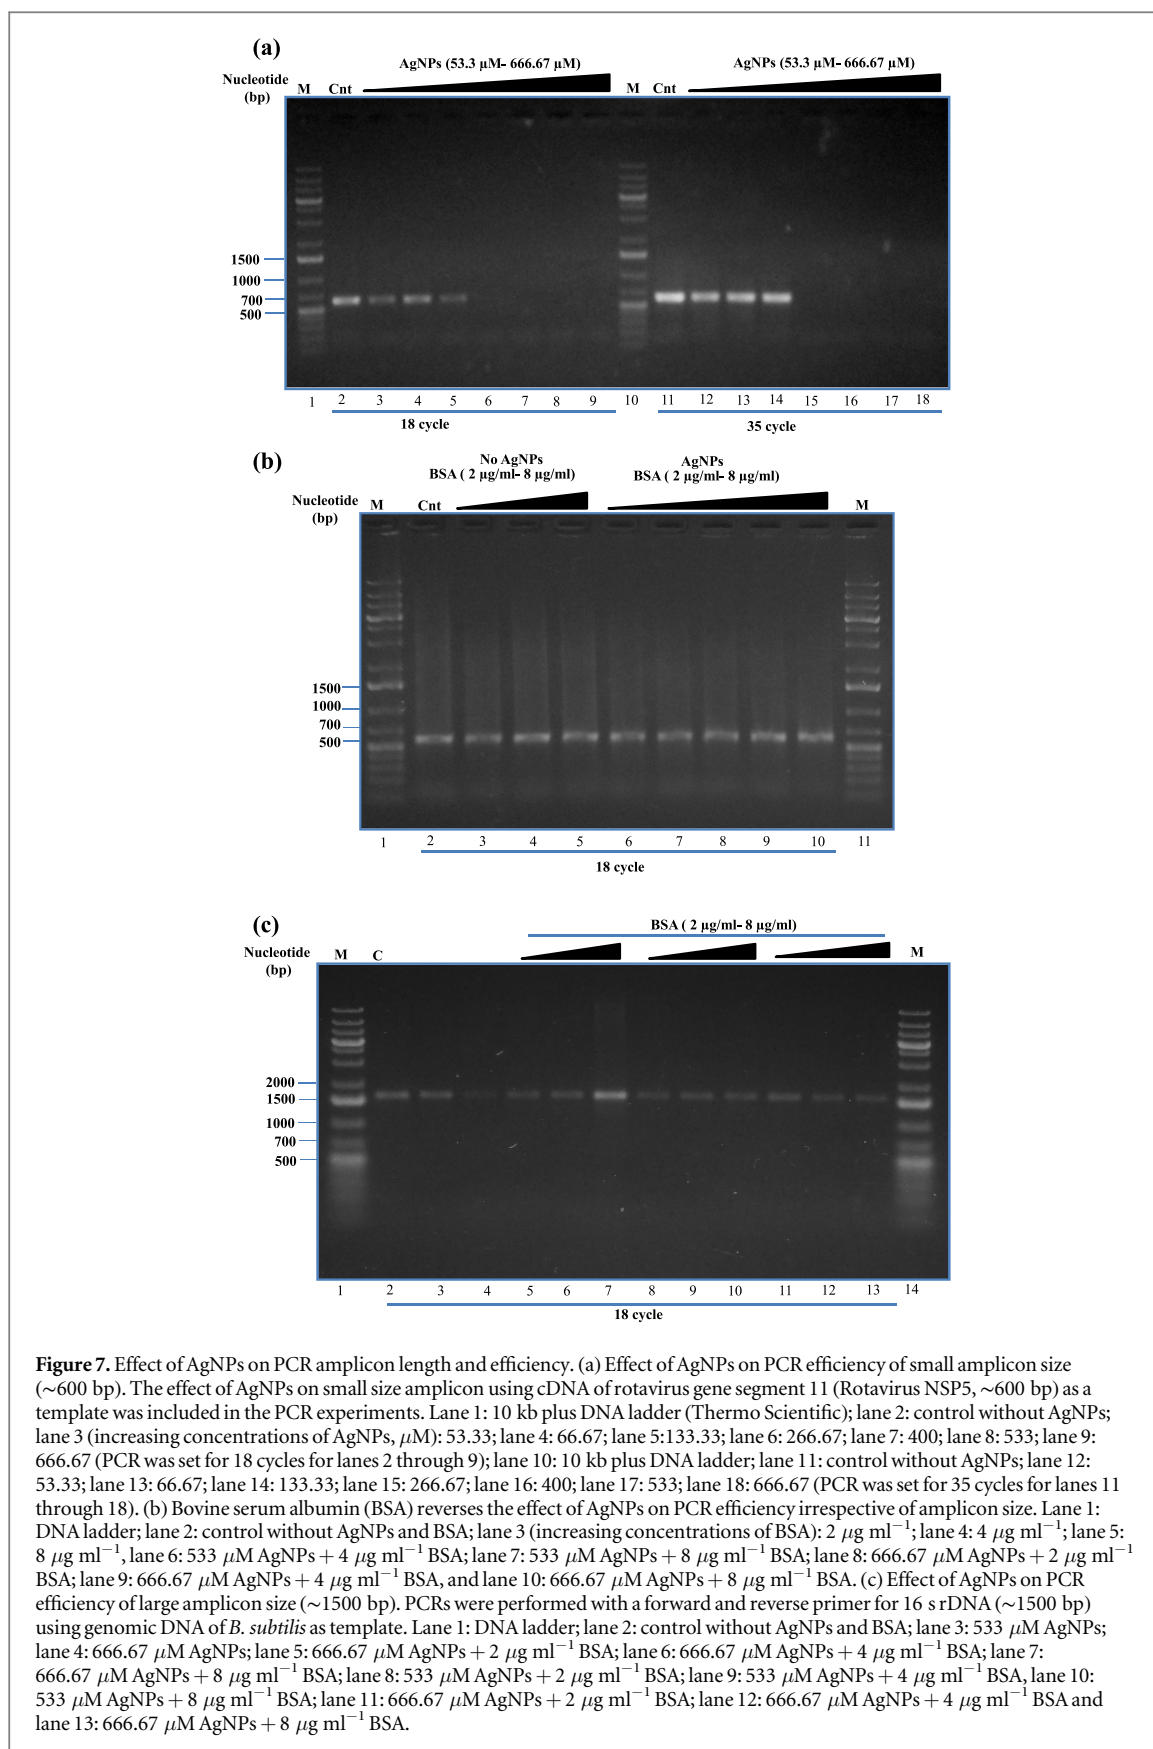 (a)
AgNPs (53.3 µM- 666.67 µM) AgNPs (53.3 µM- 666.67 µM)
Nucleotide
(bp)
M Cnt M Cnt
1500
1000
700
500
1 2 3 4 5 6 7 8 9 10 11 12 13 14 15 16 17 18
18 cycle 35 cycle
(b)
No AgNPs AgNPs
BSA ( 2 µg/ml- 8 µg/ml) BSA ( 2 µg/ml- 8 µg/ml)
Nucleotide
(bp)
M Cnt M
1500
1000
700
500
1 2 3 4 5 6 7 8 9 10 11
18 cycle
(c)
BSA ( 2 µg/ml- 8 µg/ml)
Nucleotide
(bp)
M C M
2000
1500
1000
700
500
1 2 3 4 5 6 7 8 9 10 11 12 13 14
18 cycle
Figure 7. Effect of AgNPs on PCR amplicon length and efficiency. (a) Effect of AgNPs on PCR efficiency of small amplicon size
(∼600 bp). The effect of AgNPs on small size amplicon using cDNA of rotavirus gene segment 11 (Rotavirus NSP5, ∼600 bp) as a
template was included in the PCR experiments. Lane 1: 10 kb plus DNA ladder (Thermo Scientific); lane 2: control without AgNPs;
lane 3 (increasing concentrations of AgNPs, μM): 53.33; lane 4: 66.67; lane 5:133.33; lane 6: 266.67; lane 7: 400; lane 8: 533; lane 9:
666.67 (PCR was set for 18 cycles for lanes 2 through 9); lane 10: 10 kb plus DNA ladder; lane 11: control without AgNPs; lane 12:
53.33; lane 13: 66.67; lane 14: 133.33; lane 15: 266.67; lane 16: 400; lane 17: 533; lane 18: 666.67 (PCR was set for 35 cycles for lanes 11
through 18). (b) Bovine serum albumin (BSA) reverses the effect of AgNPs on PCR efficiency irrespective of amplicon size. Lane 1:
DNA ladder; lane 2: control without AgNPs and BSA; lane 3 (increasing concentrations of BSA): 2 μg ml⁻¹; lane 4: 4 μg ml⁻¹; lane 5:
8 μg ml⁻¹, lane 6: 533 μM AgNPs + 4 μg ml⁻¹ BSA; lane 7: 533 μM AgNPs + 8 μg ml⁻¹ BSA; lane 8: 666.67 μM AgNPs + 2 μg ml⁻¹
BSA; lane 9: 666.67 μM AgNPs + 4 μg ml⁻¹ BSA, and lane 10: 666.67 μM AgNPs + 8 μg ml⁻¹ BSA. (c) Effect of AgNPs on PCR
efficiency of large amplicon size (∼1500 bp). PCRs were performed with a forward and reverse primer for 16 s rDNA (∼1500 bp)
using genomic DNA of B. subtilis as template. Lane 1: DNA ladder; lane 2: control without AgNPs and BSA; lane 3: 533 μM AgNPs;
lane 4: 666.67 μM AgNPs; lane 5: 666.67 μM AgNPs + 2 μg ml⁻¹ BSA; lane 6: 666.67 μM AgNPs + 4 μg ml⁻¹ BSA; lane 7:
666.67 μM AgNPs + 8 μg ml⁻¹ BSA; lane 8: 533 μM AgNPs + 2 μg ml⁻¹ BSA; lane 9: 533 μM AgNPs + 4 μg ml⁻¹ BSA, lane 10:
533 μM AgNPs + 8 μg ml⁻¹ BSA; lane 11: 666.67 μM AgNPs + 2 μg ml⁻¹ BSA; lane 12: 666.67 μM AgNPs + 4 μg ml⁻¹ BSA and
lane 13: 666.67 μM AgNPs + 8 μg ml⁻¹ BSA.